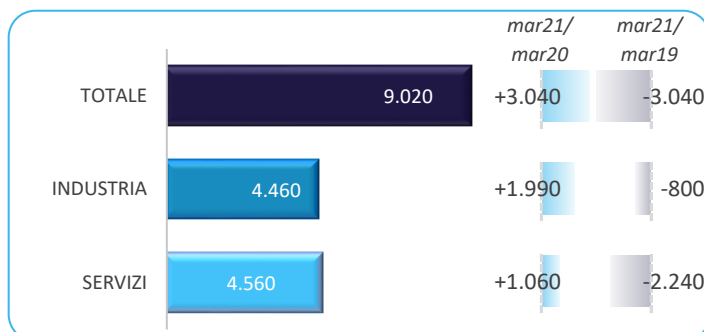 mar21/ mar21/
mar20 mar19
TOTALE 9.020 +3.040 -3.040
INDUSTRIA 4.460 +1.990 -800
SERVIZI 4.560 +1.060 -2.240